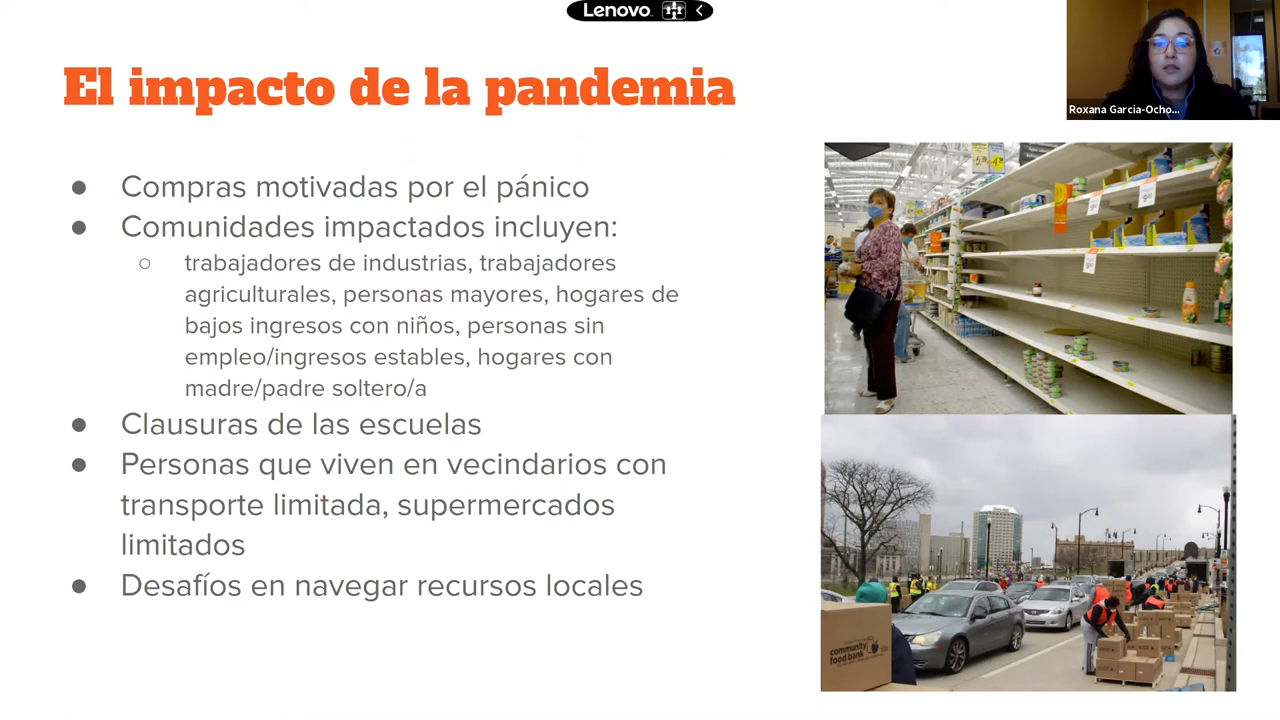 Lenovo
El impacto de la pandemia
Roxana Garcia-Ocho...
● Compras motivadas por el pánico
● Comunidades impactados incluyen:
○ trabajadores de industrias, trabajadores
agriculturales, personas mayores, hogares de
bajos ingresos con niños, personas sin
empleo/ingresos estables, hogares con
madre/padre soltero/a
● Clausuras de las escuelas
● Personas que viven en vecindarios con
transporte limitada, supermercados
limitados
● Desafíos en navegar recursos locales
community
food bank